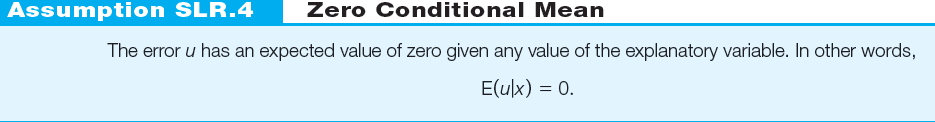 Assumption SLR.4 Zero Conditional Mean
The error u has an expected value of zero given any value of the explanatory variable. In other words,
E(u|x) = 0.